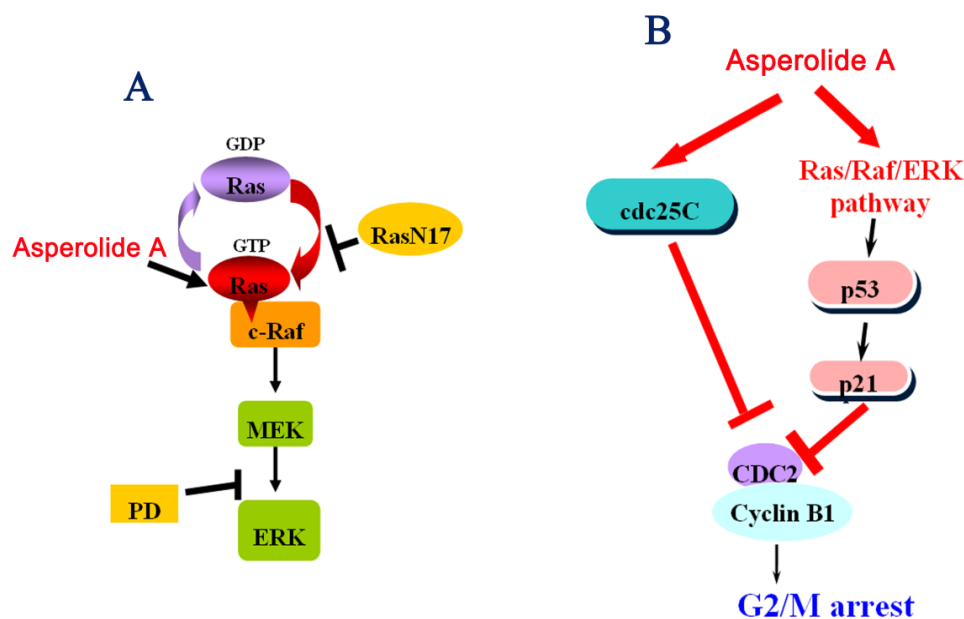 A
GDP
Ras
Asperolide A
GTP
Ras
RasN17
c-Raf
MEK
PD
ERK
B
Asperolide A
cdc25C
Ras/Raf/ERK
pathway
p53
p21
CDC2
Cyclin B1
G2/M arrest